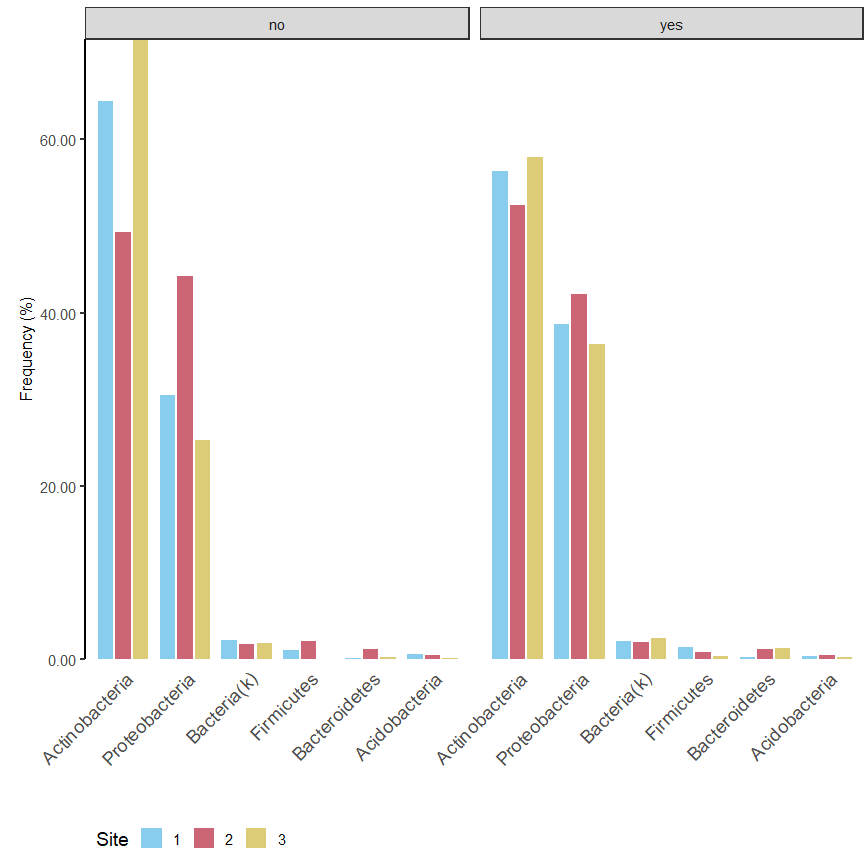 no yes
Frequency (%)
60.00
40.00
20.00
0.00
Actinobacteria Proteobacteria Bacteria(k) Firmicutes Bacteroidetes Acidobacteria Actinobacteria Proteobacteria Bacteria(k) Firmicutes Bacteroidetes Acidobacteria
Site 1 2 3